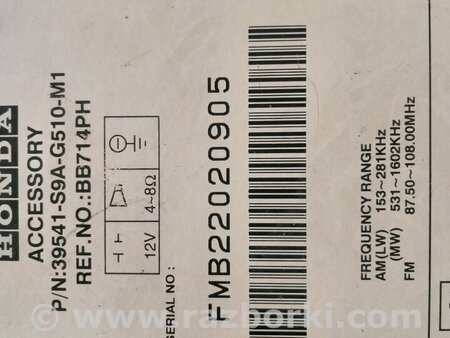 HONDA
ACCESSORY
P/N:39541-S9A-G510-M1
REF.NO.:BB714PH
12V 4~8Ω
SERIAL NO :
FMB22020905
FREQUENCY RANGE
AM(LW) 153~281KHz
(MW) 531~1602KHz
FM 87.50~108.00MHz
www.razborki.com